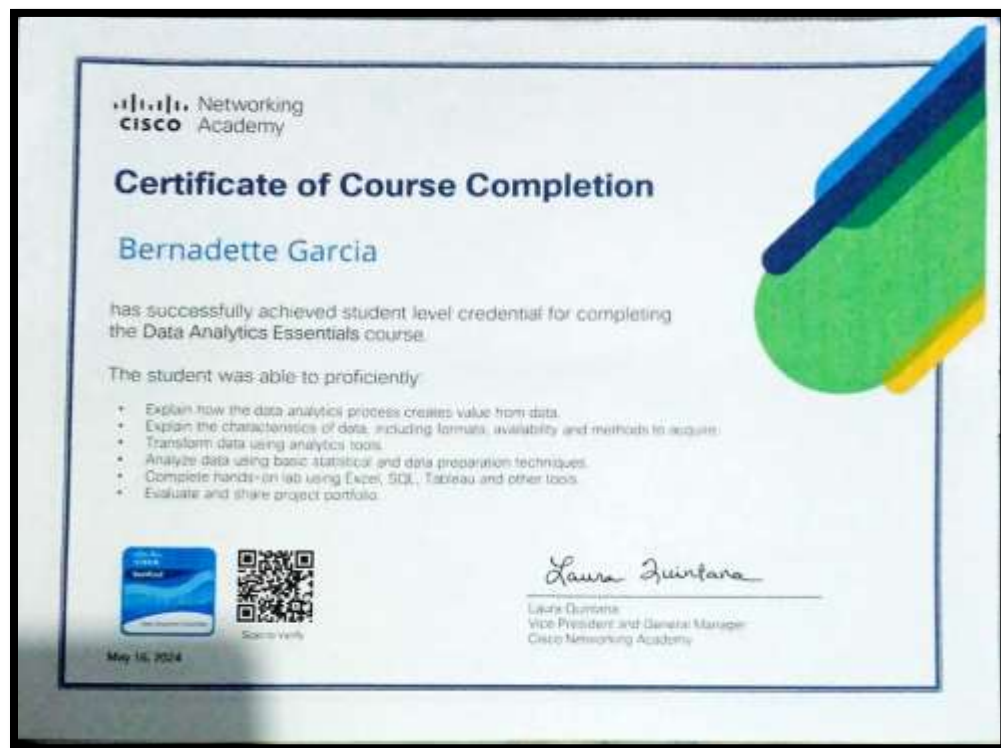 Networking
CISCO Academy
Certificate of Course Completion
Bernadette Garcia
has successfully achieved student level credential for completing
the Data Analytics Essentials course.
The student was able to proficiently:
• Explain how the data analytics process creates value from data.
• Explain the characteristics of data, including formats, availability and methods to acquire.
• Transform data using analytics tools.
• Analyze data using basic statistical and data preparation techniques.
• Complete hands-on lab using Excel, SQL, Tableau and other tools.
• Evaluate and share project portfolio.
CISCO
Scan to Verify
Laura Quintana
Laura Quintana
Vice President and General Manager
Cisco Networking Academy
May 16, 2024